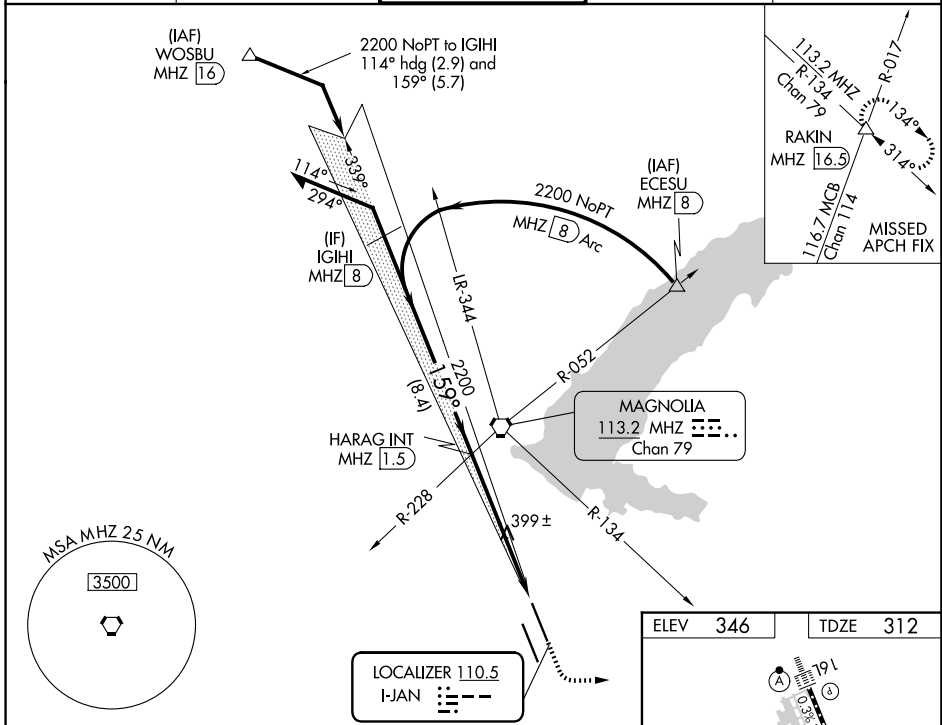 (IAF)
WOSBU
MHZ 16
2200 NoPT to IGIHI
114° hdg (2.9) and
159° (5.7)
113.2 MHZ
R-134
Chan 79
R-017
134°
314°
RAKIN
MHZ 16.5
116.7 MCB
Chan 114
MISSED
APCH FIX
339°
114°
294°
(IF)
IGIHI
MHZ 8
2200 NoPT
MHZ 8 Arc
(IAF)
ECESU
MHZ 8
LR-344
R-052
2200
159°
(8.4)
MAGNOLIA
113.2 MHZ
Chan 79
HARAG INT
MHZ 1.5
R-228
R-134
399 ±
MSA MHZ 25 NM
3500
LOCALIZER 110.5
I-JAN
ELEV 346
TDZE 312
A
16L
P
0.3%